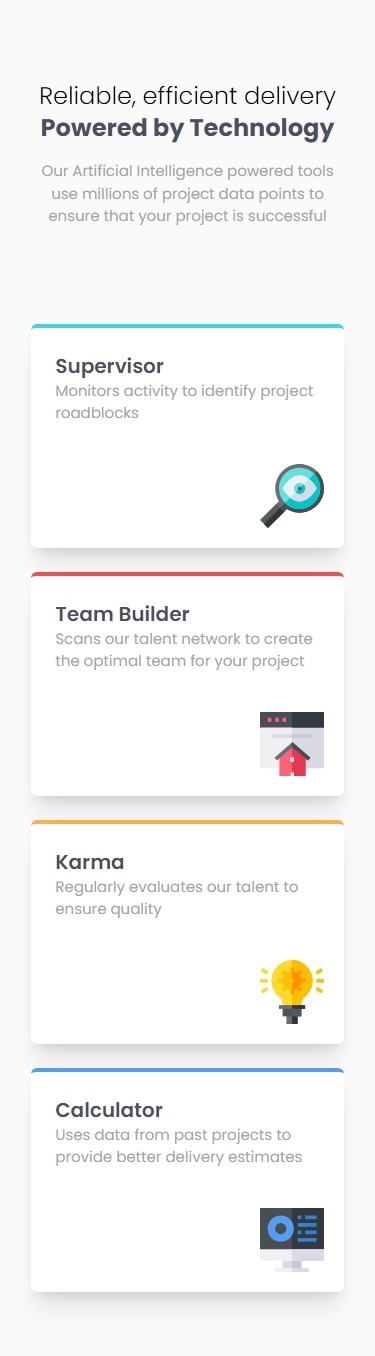 Reliable, efficient delivery
Powered by Technology
Our Artificial Intelligence powered tools
use millions of project data points to
ensure that your project is successful
Supervisor
Monitors activity to identify project
roadblocks
Team Builder
Scans our talent network to create
the optimal team for your project
Karma
Regularly evaluates our talent to
ensure quality
Calculator
Uses data from past projects to
provide better delivery estimates